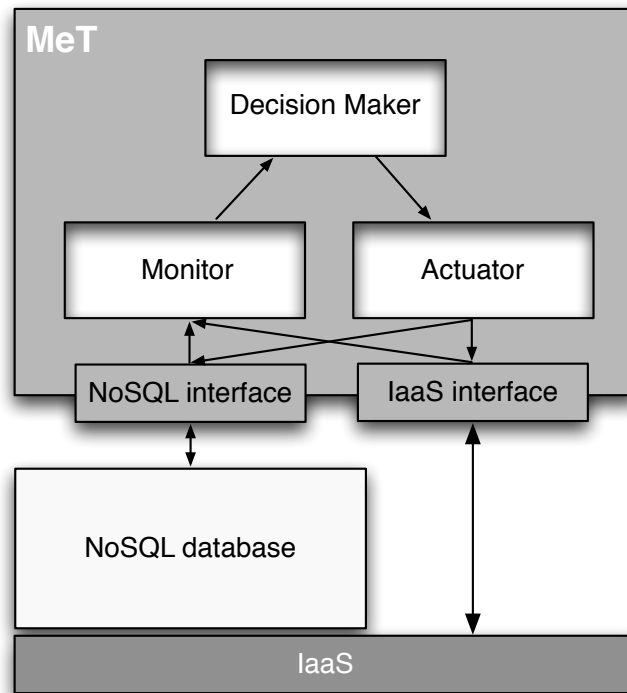 MeT
Decision Maker
Monitor
Actuator
NoSQL interface
IaaS interface
NoSQL database
IaaS